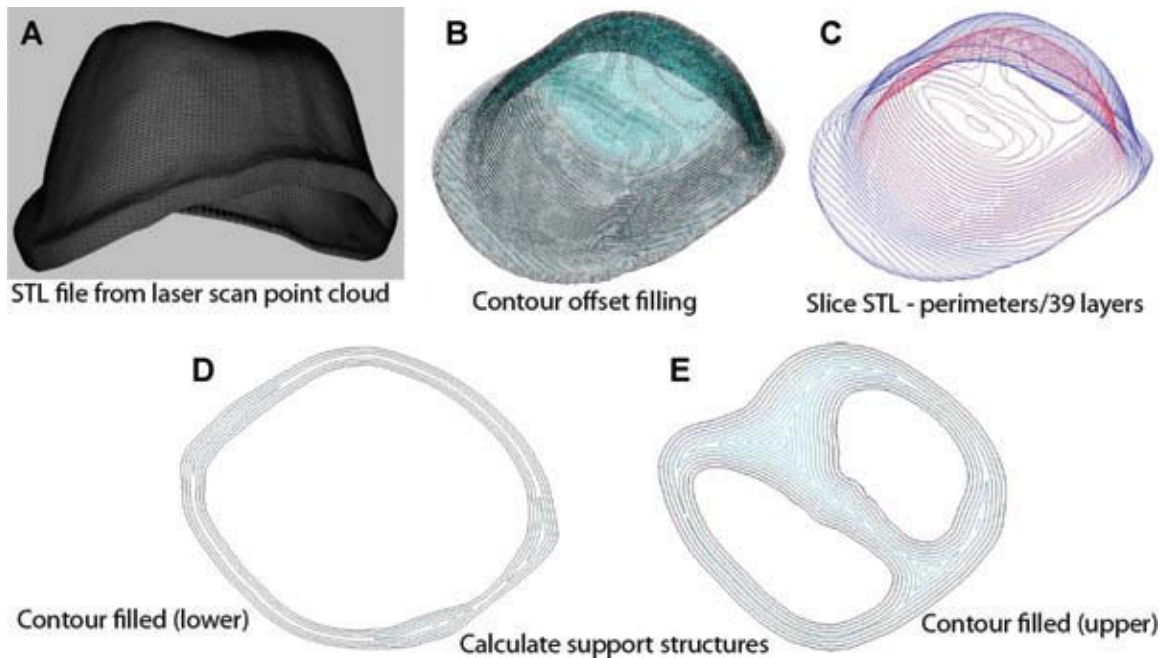 A
B
C
STL file from laser scan point cloud
Contour offset filling
Slice STL - perimeters/39 layers
D
E
Contour filled (lower)
Calculate support structures
Contour filled (upper)